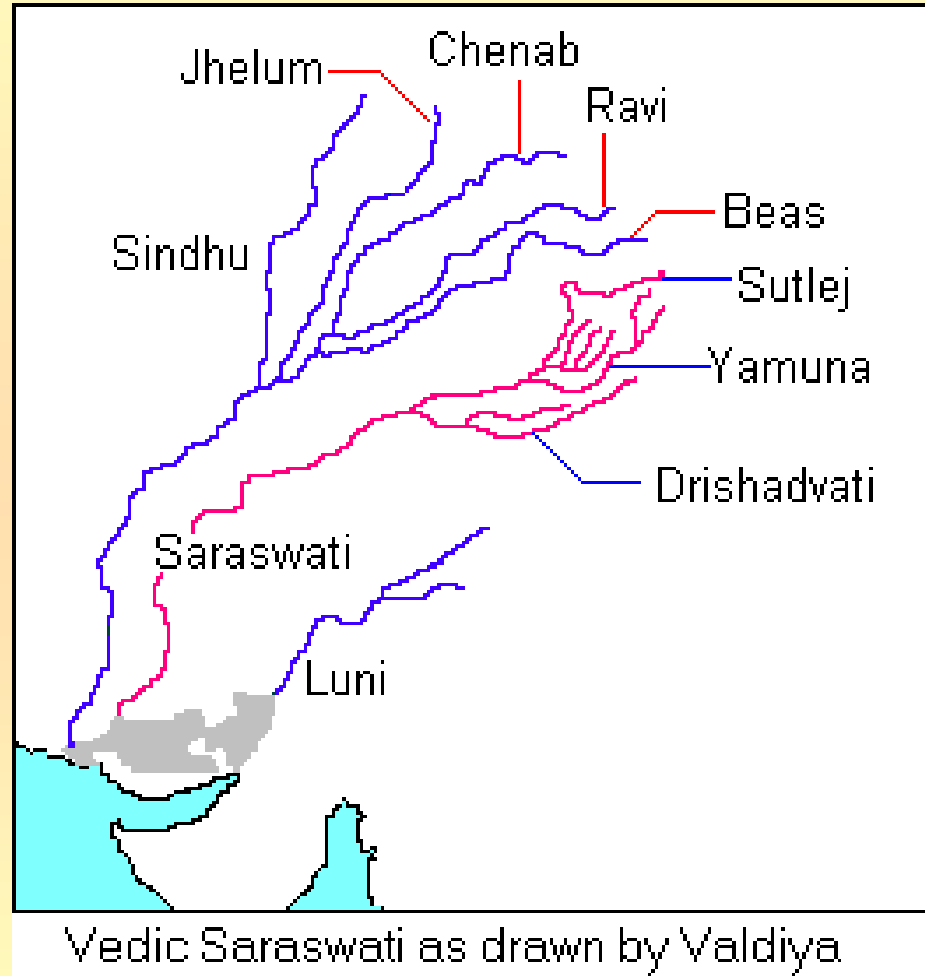 Chenab
Jhelum
Ravi
Beas
Sindhu
Sutlej
Yamuna
Drishadvati
Saraswati
Luni
Vedic Saraswati as drawn by Valdiya